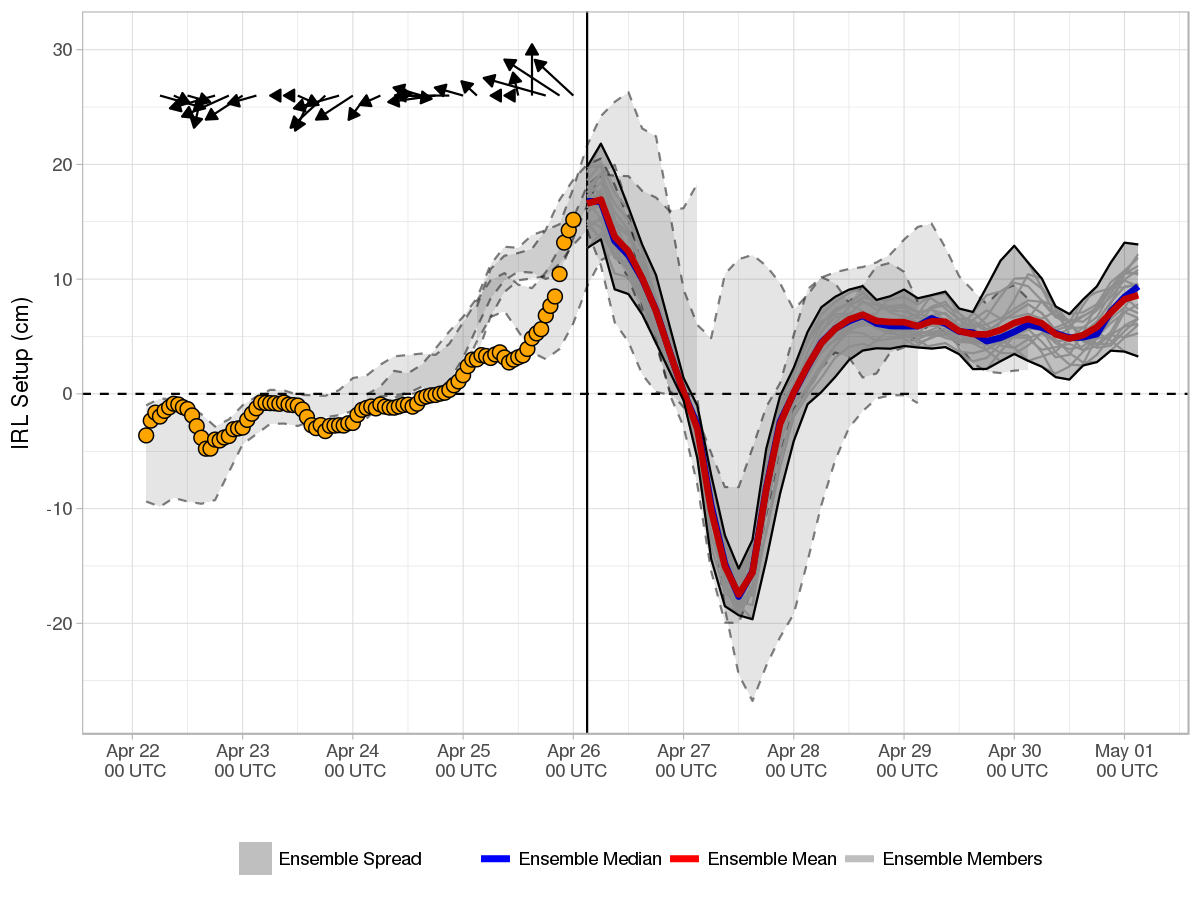 IRL Setup (cm)
30
20
10
0
-10
-20
Apr 22 Apr 23 Apr 24 Apr 25 Apr 26 Apr 27 Apr 28 Apr 29 Apr 30 May 01
00 UTC 00 UTC 00 UTC 00 UTC 00 UTC 00 UTC 00 UTC 00 UTC 00 UTC 00 UTC
Ensemble Spread Ensemble Median Ensemble Mean Ensemble Members